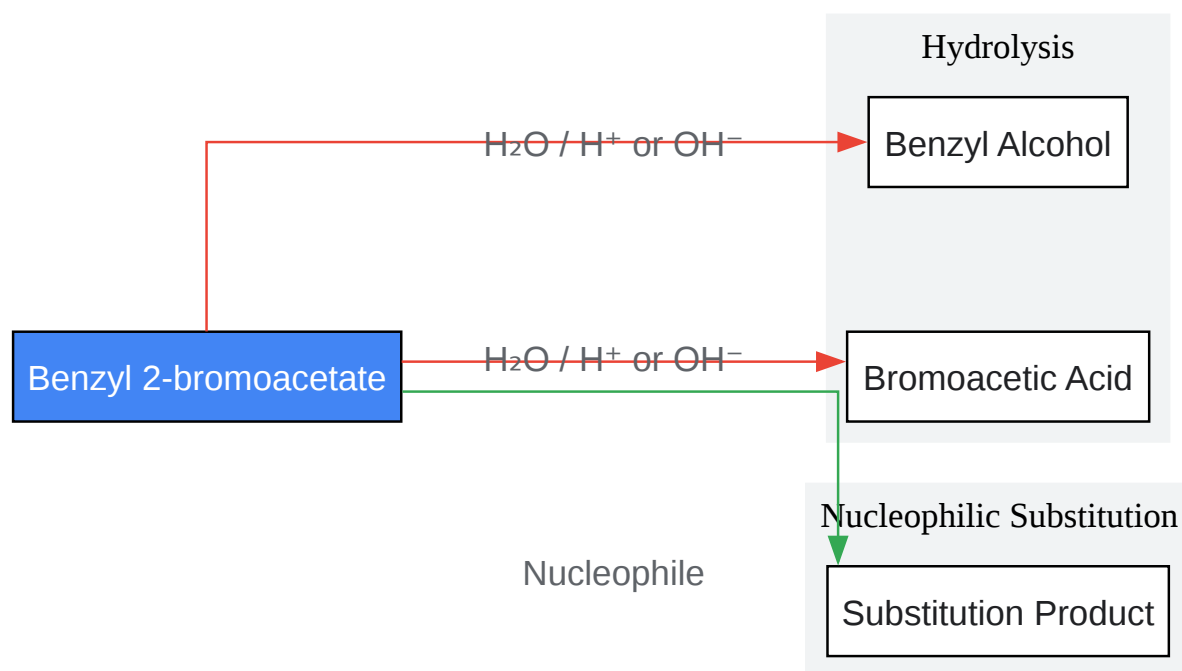 Hydrolysis
H₂O / H⁺ or OH⁻
Benzyl Alcohol
Benzyl 2-bromoacetate
H₂O / H⁺ or OH⁻
Bromoacetic Acid
Nucleophilic Substitution
Nucleophile
Substitution Product